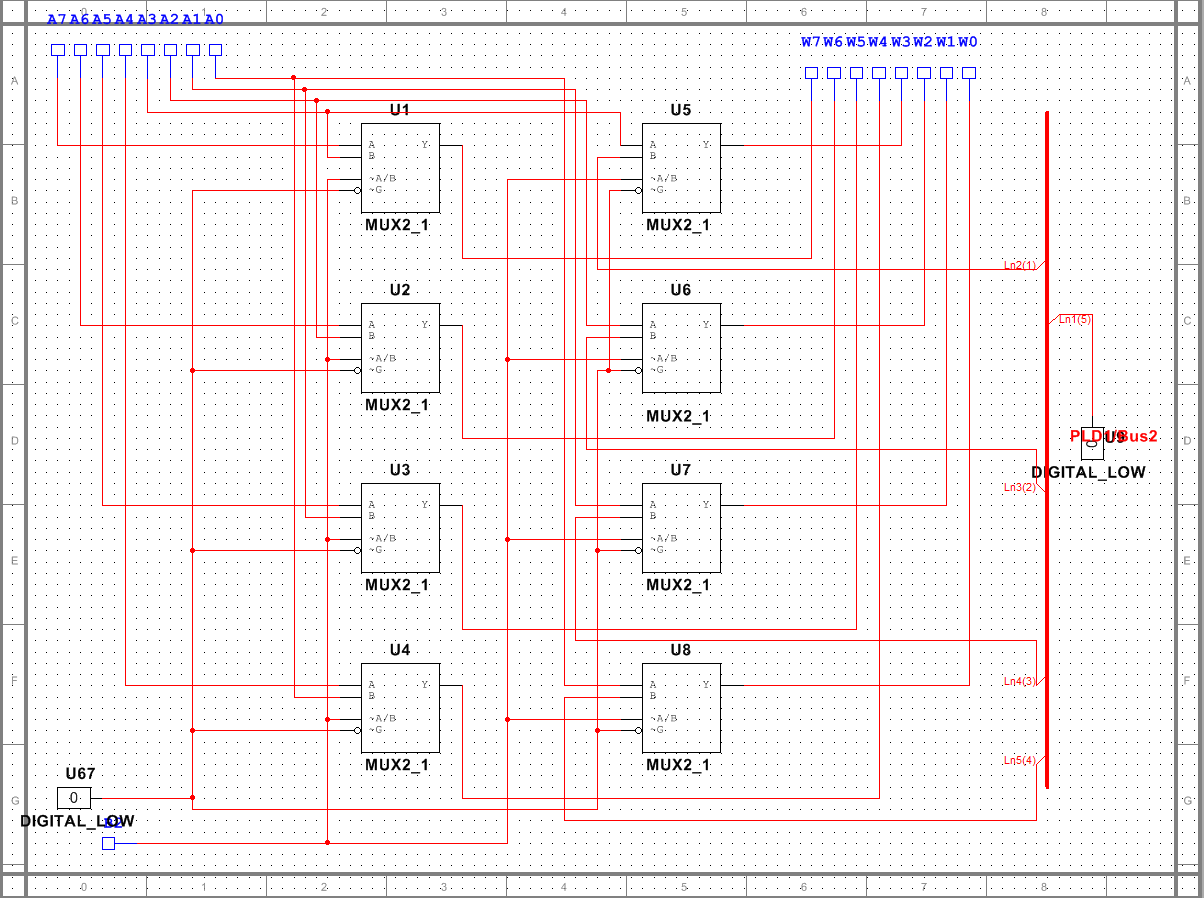 0 1 2 3 4 5 6 7 8
A7 A6 A5 A4 A3 A2 A1 A0
W7 W6 W5 W4 W3 W2 W1 W0
A A
U1 U5
A Y A Y
B B
~A/B ~A/B
~G ~G
B B
MUX2_1 MUX2_1
Ln2(1)
U2 U6
C C
Ln1(5)
A Y A Y
B B
~A/B ~A/B
~G ~G
MUX2_1 MUX2_1
D D
PLD1/Bus2
U9
0
DIGITAL_LOW
U3 U7
Ln3(2)
A Y A Y
B B
~A/B ~A/B
~G ~G
E E
MUX2_1 MUX2_1
U4 U8
F F
Ln4(3)
A Y A Y
B B
~A/B ~A/B
~G ~G
MUX2_1 MUX2_1
Ln5(4)
U67
0
G G
DIGITAL_LOW
0 1 2 3 4 5 6 7 8